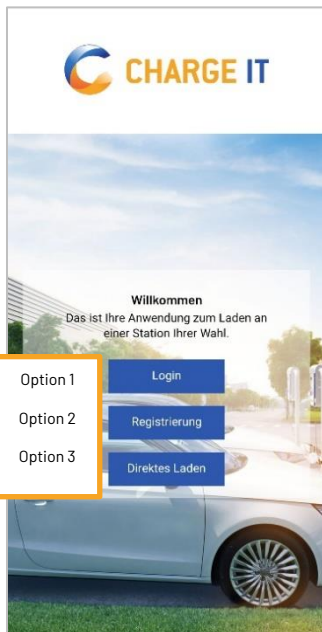 CHARGE IT
Willkommen
Das ist Ihre Anwendung zum Laden an
einer Station Ihrer Wahl.
Option 1
Login
Option 2
Registrierung
Option 3
Direktes Laden